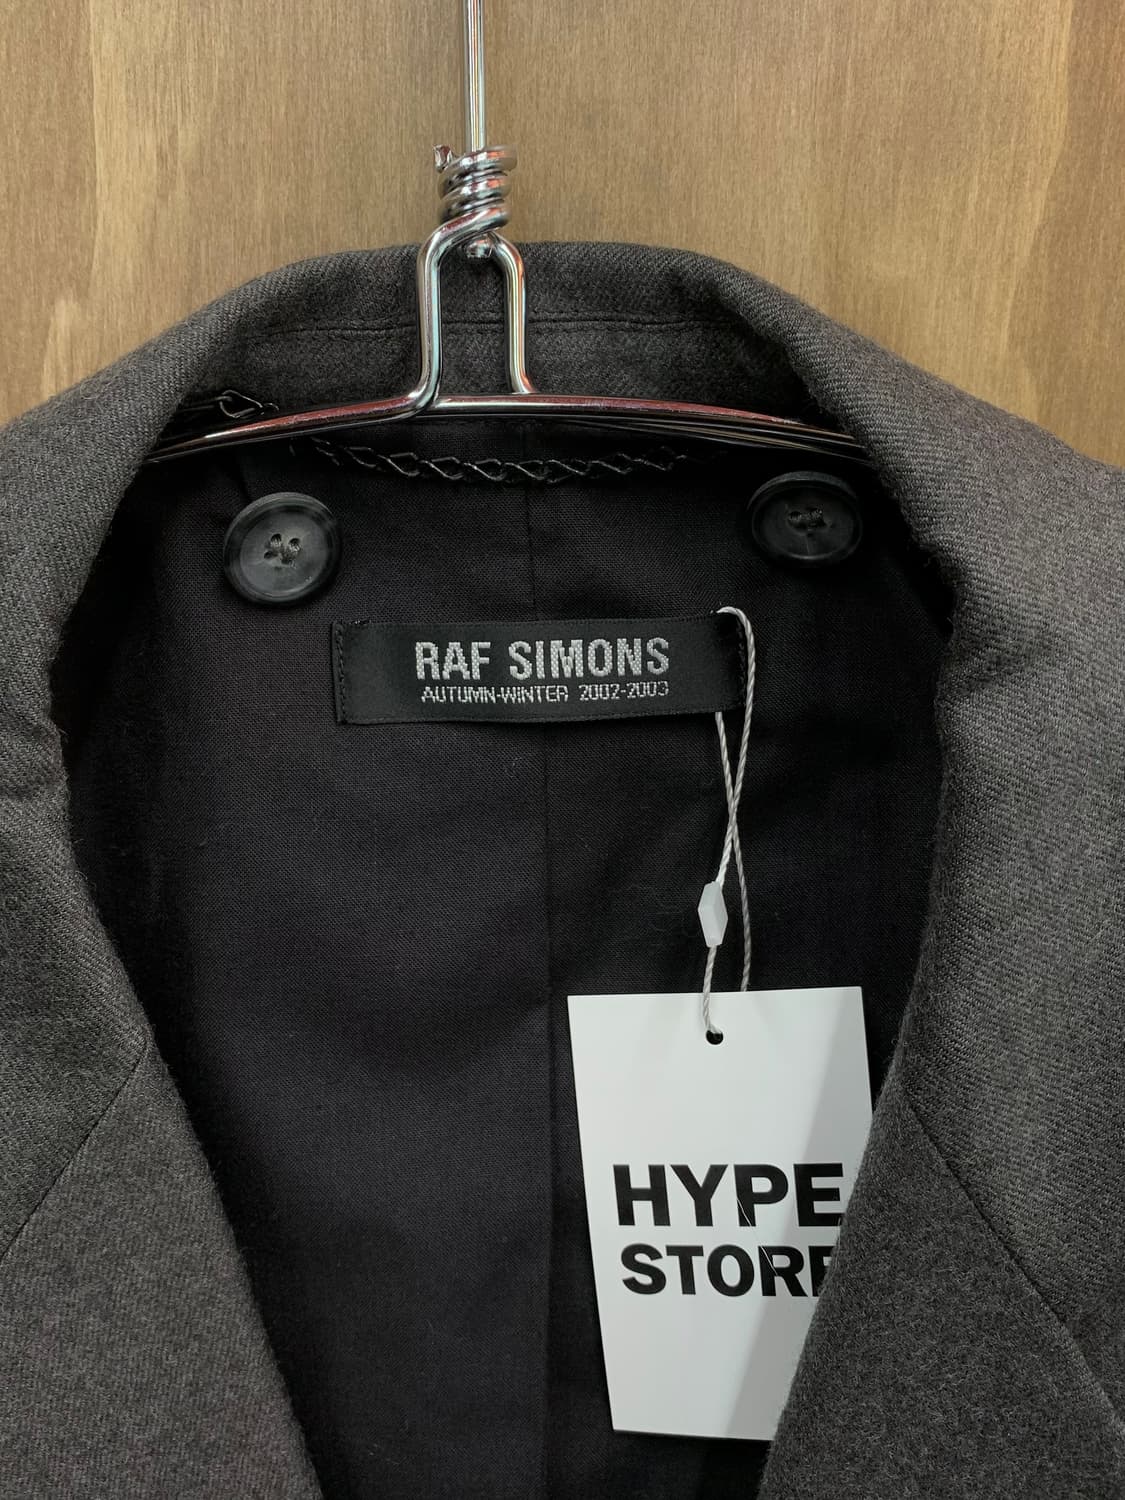 RAF SIMONS
AUTUMN-WINTER 2002-2003
HYPE
STORE